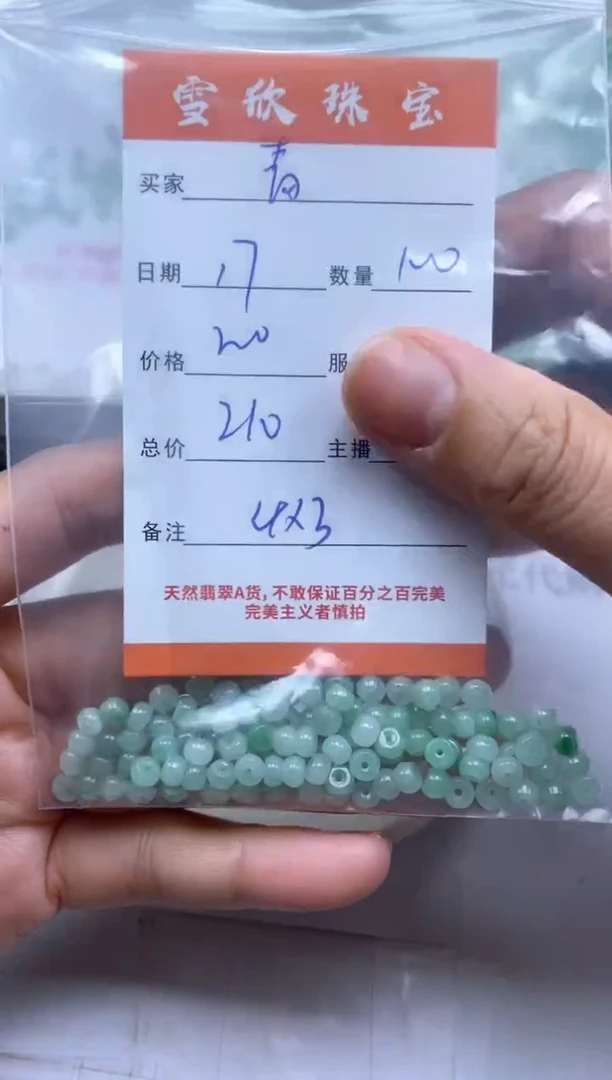 雪欣珠宝
买家 青
日期 17 数量 100
价格 20 服
总价 210 主播
备注 4x3
天然翡翠A货,不敢保证百分之百完美
完美主义者慎拍